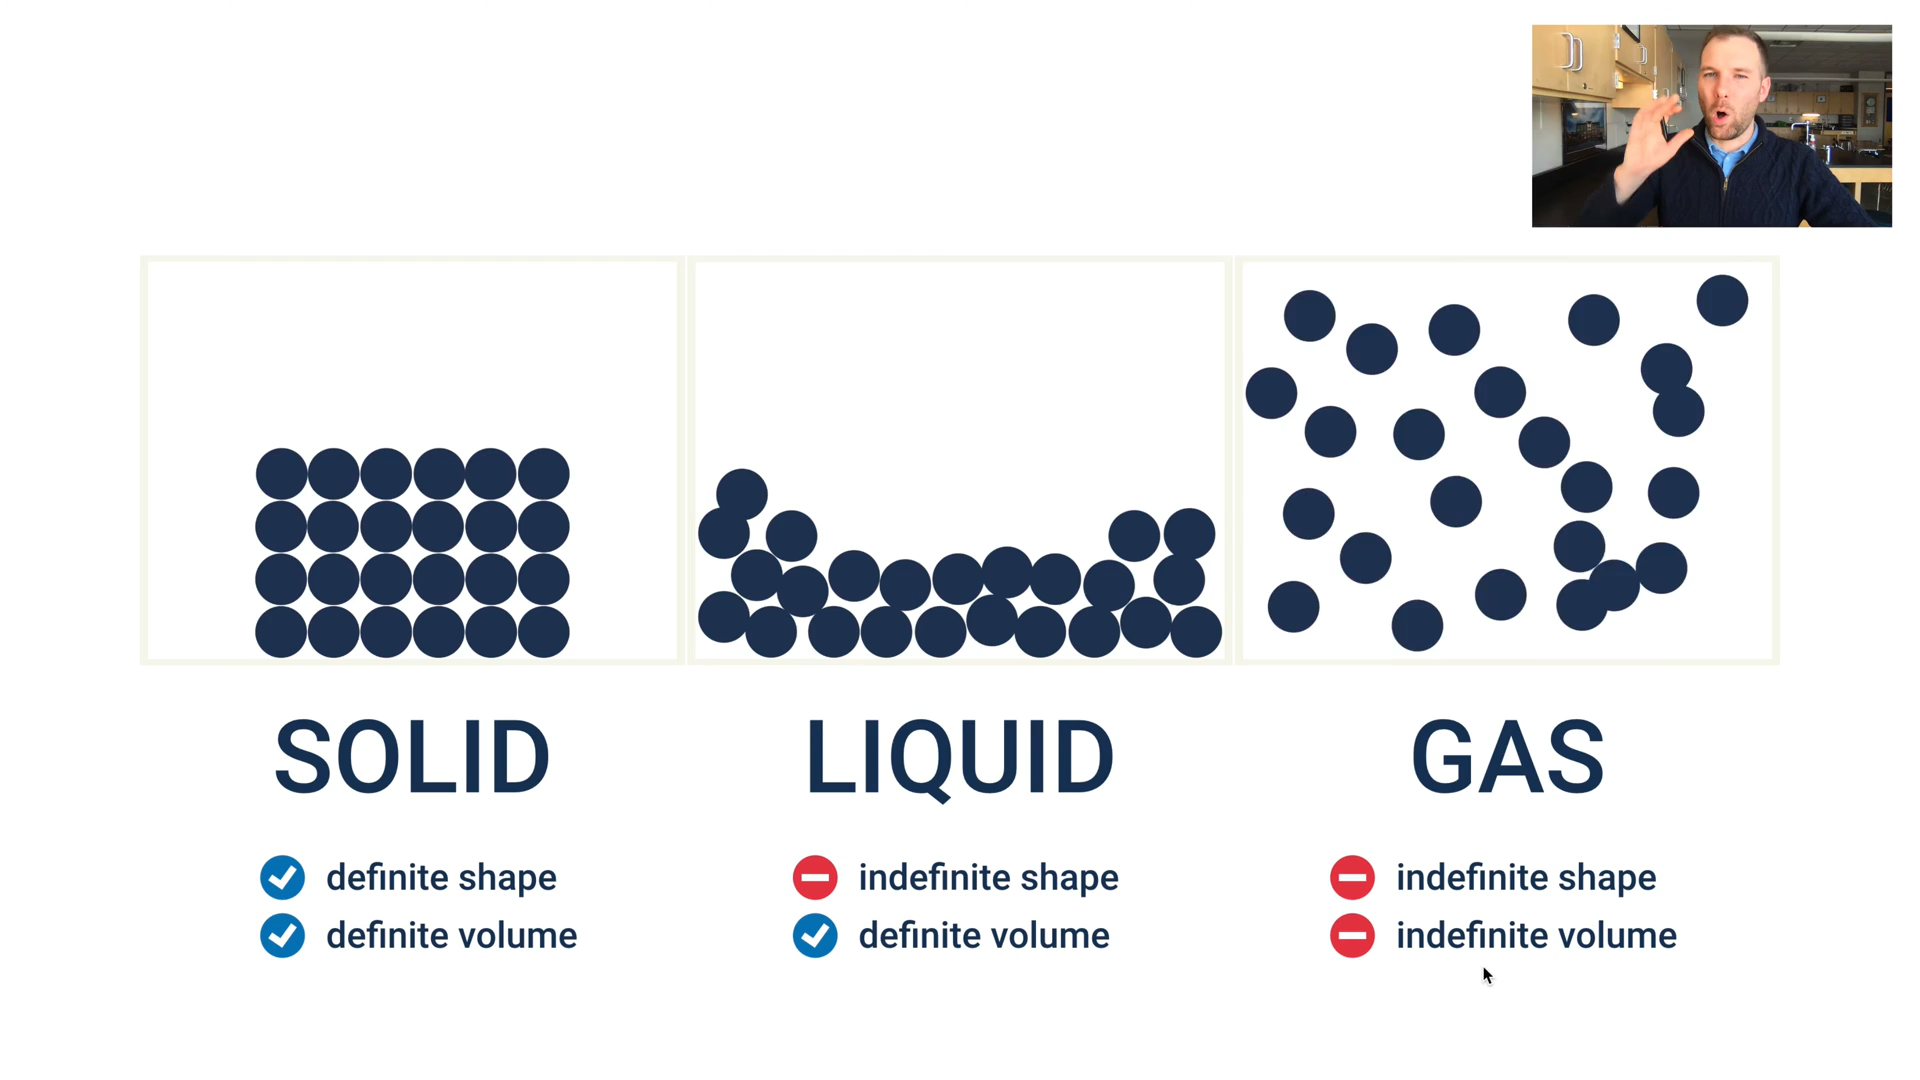 SOLID
definite shape
definite volume
LIQUID
indefinite shape
definite volume
GAS
indefinite shape
indefinite volume